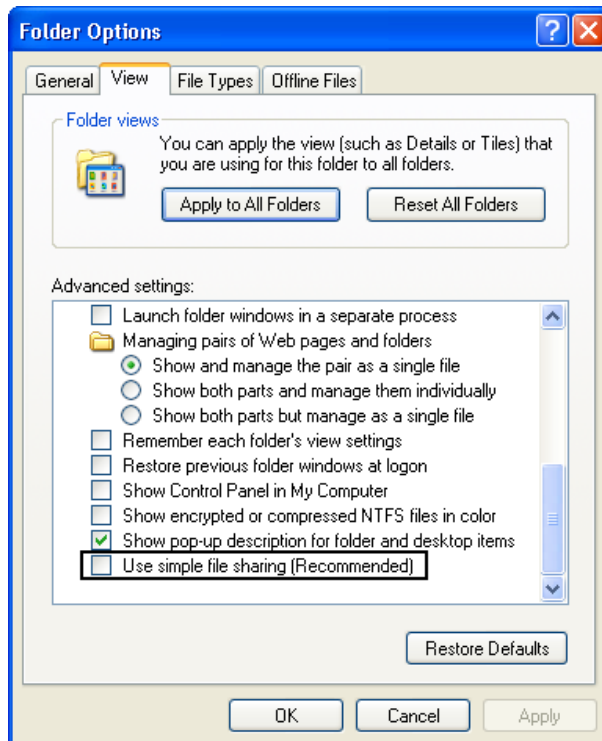 Folder Options
General View File Types Offline Files
Folder views
You can apply the view (such as Details or Tiles) that
you are using for this folder to all folders.
Apply to All Folders Reset All Folders
Advanced settings:
Launch folder windows in a separate process
Managing pairs of Web pages and folders
Show and manage the pair as a single file
Show both parts and manage them individually
Show both parts but manage as a single file
Remember each folder's view settings
Restore previous folder windows at logon
Show Control Panel in My Computer
Show encrypted or compressed NTFS files in color
Show pop-up description for folder and desktop items
Use simple file sharing (Recommended)
Restore Defaults
OK Cancel Apply